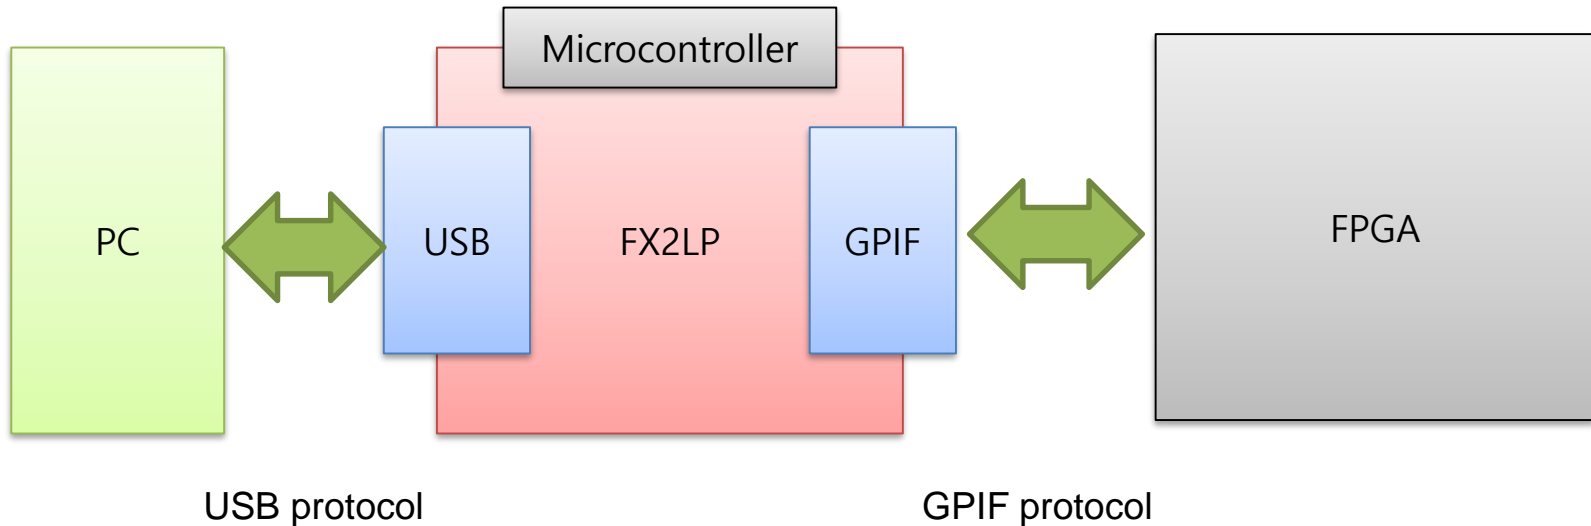 Microcontroller
PC
USB
FX2LP
GPIF
FPGA
USB protocol
GPIF protocol